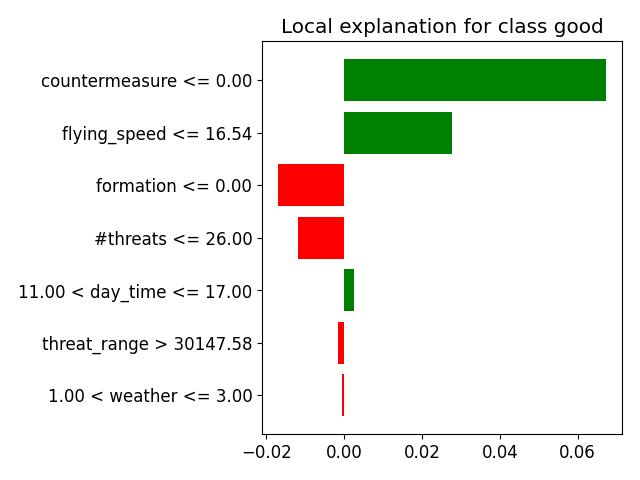 Local explanation for class good
countermeasure <= 0.00
flying_speed <= 16.54
formation <= 0.00
#threats <= 26.00
11.00 < day_time <= 17.00
threat_range > 30147.58
1.00 < weather <= 3.00
−0.02 0.00 0.02 0.04 0.06